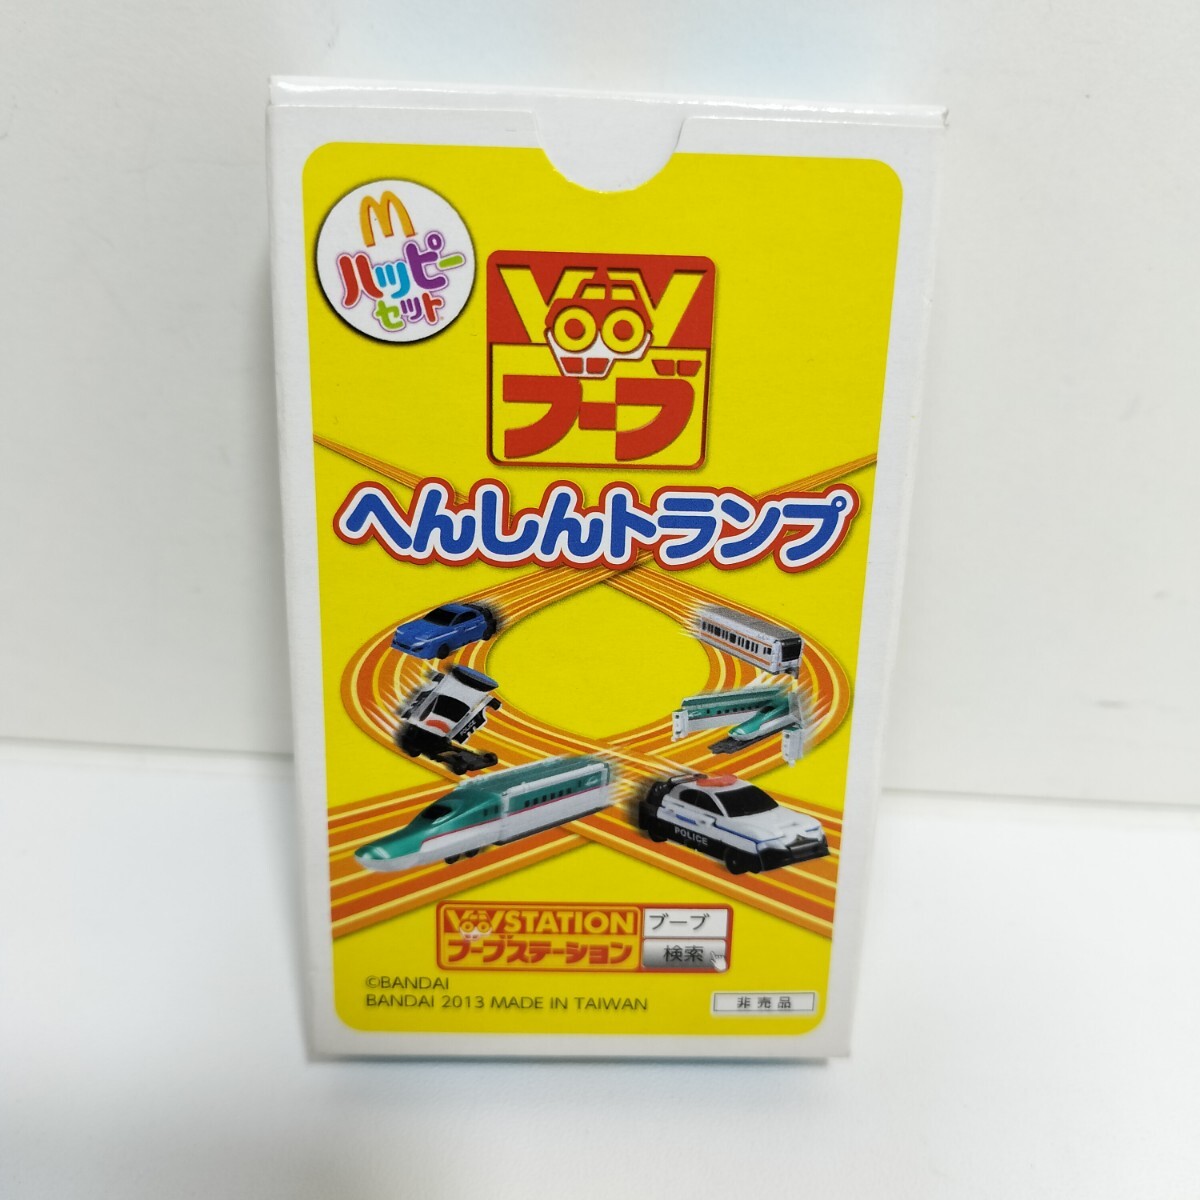 M
ハッピー
セット
VooV
ブーブ
へんしんトランプ
POLICE
VooVSTATION
ブーブステーション
ブーブ
検索
©BANDAI
BANDAI 2013 MADE IN TAIWAN
非売品